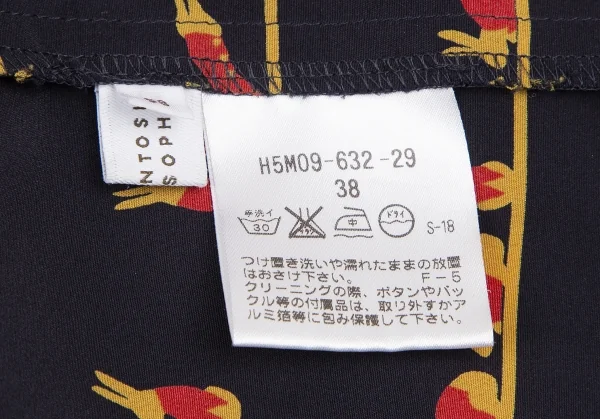 NTOSH
SOPH
H5M09-632-29
38
手洗イ
30
中
ドライ
S-18
つけ置き洗いや濡れたままの放置
はおさけ下さい。 F-5
クリーニングの際、ボタンやバッ
クル等の付属品は、取り外すかア
ルミ箔等に包み保護して下さい。